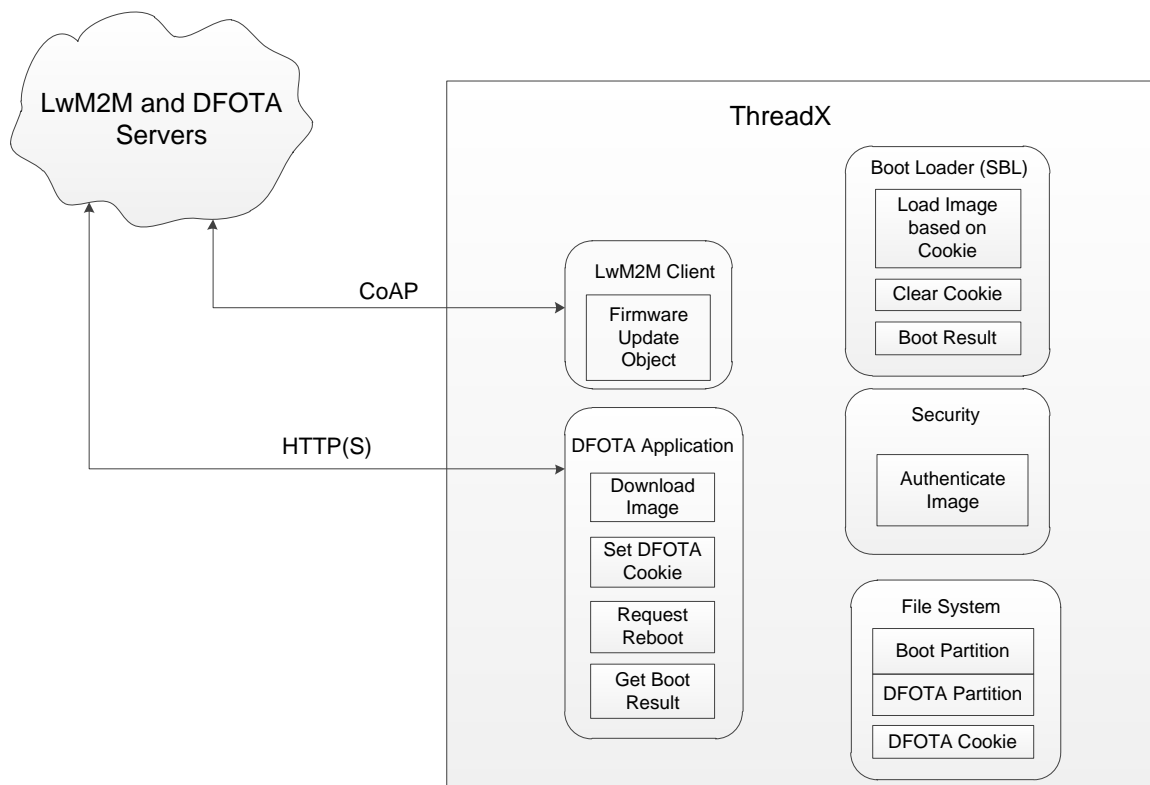 LwM2M and DFOTA
Servers
ThreadX
Boot Loader (SBL)
Load Image
based on
Cookie
Clear Cookie
Boot Result
LwM2M Client
Firmware
Update
Object
CoAP
Security
Authenticate
Image
HTTP(S)
DFOTA Application
Download
Image
Set DFOTA
Cookie
Request
Reboot
Get Boot
Result
File System
Boot Partition
DFOTA Partition
DFOTA Cookie